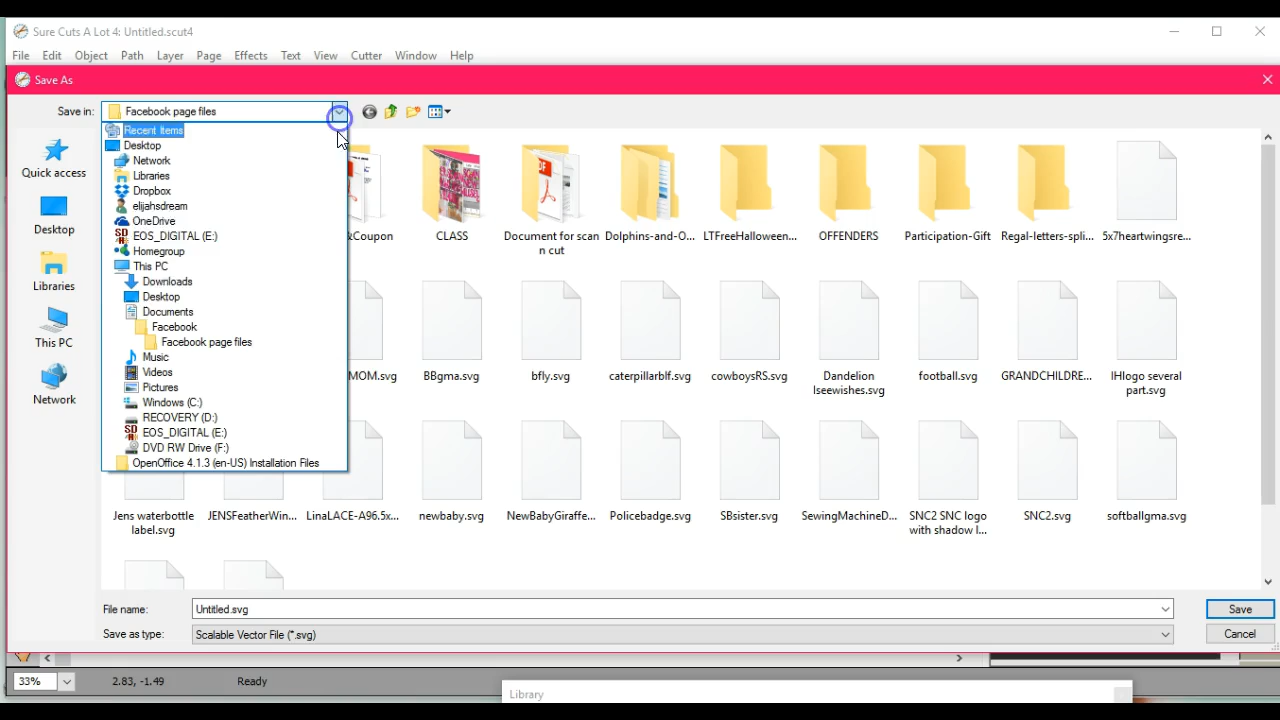 Sure Cuts A Lot 4: Untitled.scut4
File Edit Object Path Layer Page Effects Text View Cutter Window Help
Save As
Save in: Facebook page files
Recent Items
Desktop
Network
Libraries
Dropbox
elijahsdream
OneDrive
EOS_DIGITAL (E:)
Homegroup
This PC
Downloads
Desktop
Documents
Facebook
Facebook page files
Music
Videos
Pictures
Windows (C:)
RECOVERY (D:)
EOS_DIGITAL (E:)
DVD RW Drive (F:)
OpenOffice 4.1.3 (en-US) Installation Files
Quick access
Desktop
Libraries
This PC
Network
&Coupon CLASS Document for scan Dolphins-and-O... LTFreeHalloween... OFFENDERS Participation-Gift Regal-letters-spli... 5x7heartwingsre...
n cut
MOM.svg BBgma.svg bfly.svg caterpillarblf.svg cowboysRS.svg Dandelion football.svg GRANDCHILDRE... IHlogo several
Iseewishes.svg part.svg
Jens waterbottle JENSFeatherWin... LinaLACE-A96.5x... newbaby.svg NewBabyGiraffe... Policebadge.svg SBsister.svg SewingMachineD... SNC2 SNC logo SNC2.svg softballgma.svg
label.svg with shadow l...
File name: Untitled.svg Save
Save as type: Scalable Vector File (*.svg) Cancel
33% 2.83, -1.49 Ready
Library